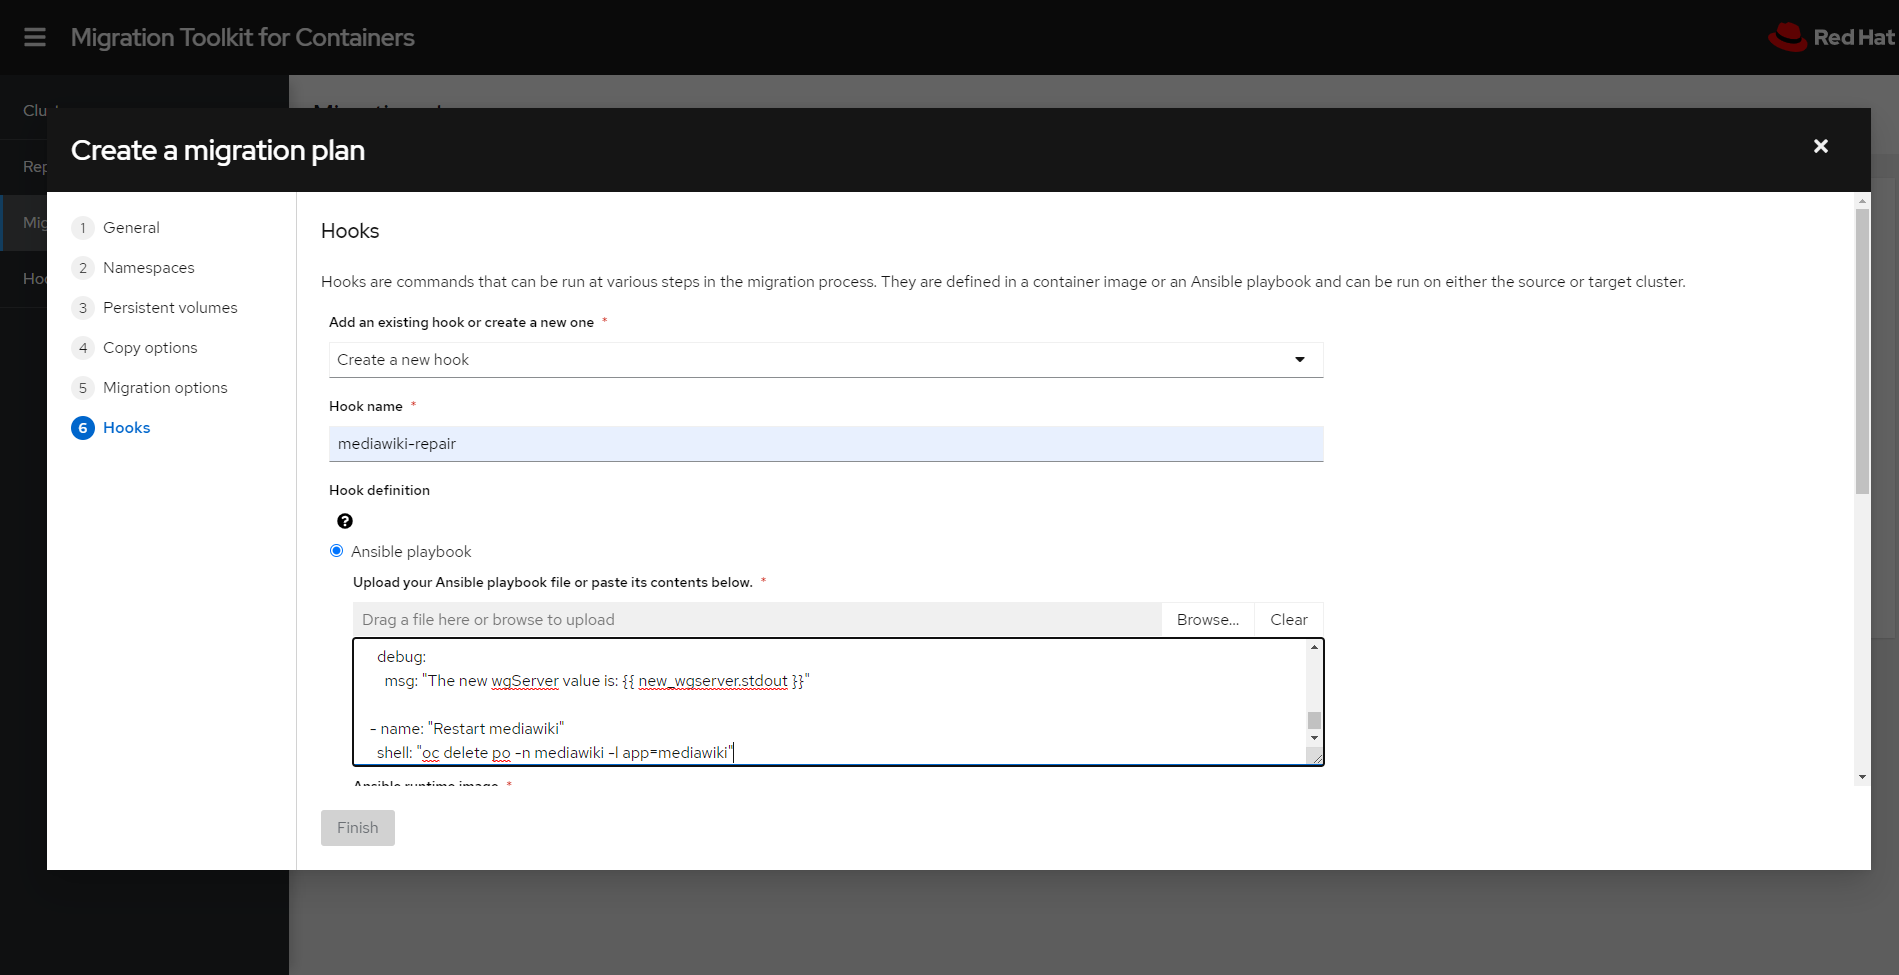 Migration Toolkit for Containers
Red Hat
Create a migration plan
1 General
2 Namespaces
3 Persistent volumes
4 Copy options
5 Migration options
6 Hooks
Hooks
Hooks are commands that can be run at various steps in the migration process. They are defined in a container image or an Ansible playbook and can be run on either the source or target cluster.
Add an existing hook or create a new one *
Create a new hook
Hook name *
mediawiki-repair
Hook definition
Ansible playbook
Upload your Ansible playbook file or paste its contents below. *
Drag a file here or browse to upload
Browse...
Clear
debug:
msg: "The new wgServer value is: {{ new_wgserver.stdout }}"
- name: "Restart mediawiki"
shell: "oc delete po -n mediawiki -l app=mediawiki"
Ansible runtime image *
Finish